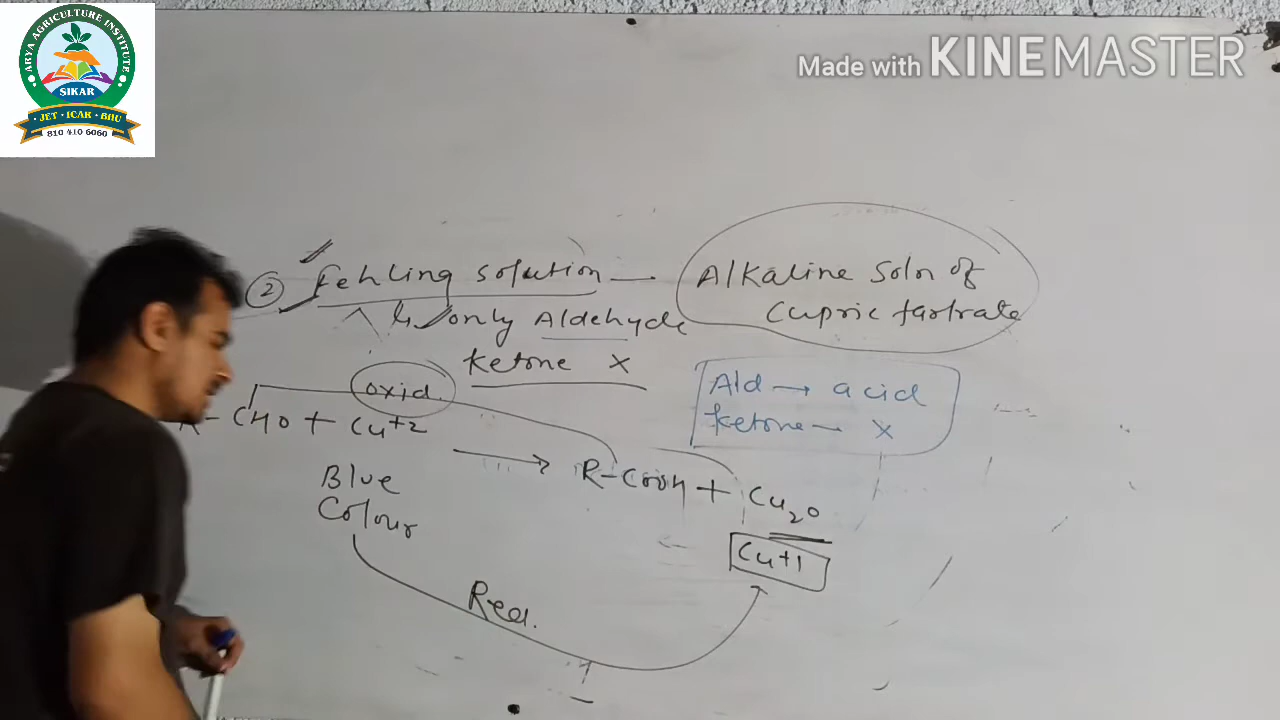 ARYA AGRICULTURE INSTITUTE
SIKAR
JET · ICAR · BHU
810 410 6060
Made with KINEMASTER
② Fehling solution — Alkaline Soln of
Cupric tartrate
↳ only Aldehyde
ketone X
Ald → acid
ketone — X
oxid.
R - CHO + Cu+2 → R-COOH + Cu2O
Blue
Colour
Cu+1
Red.